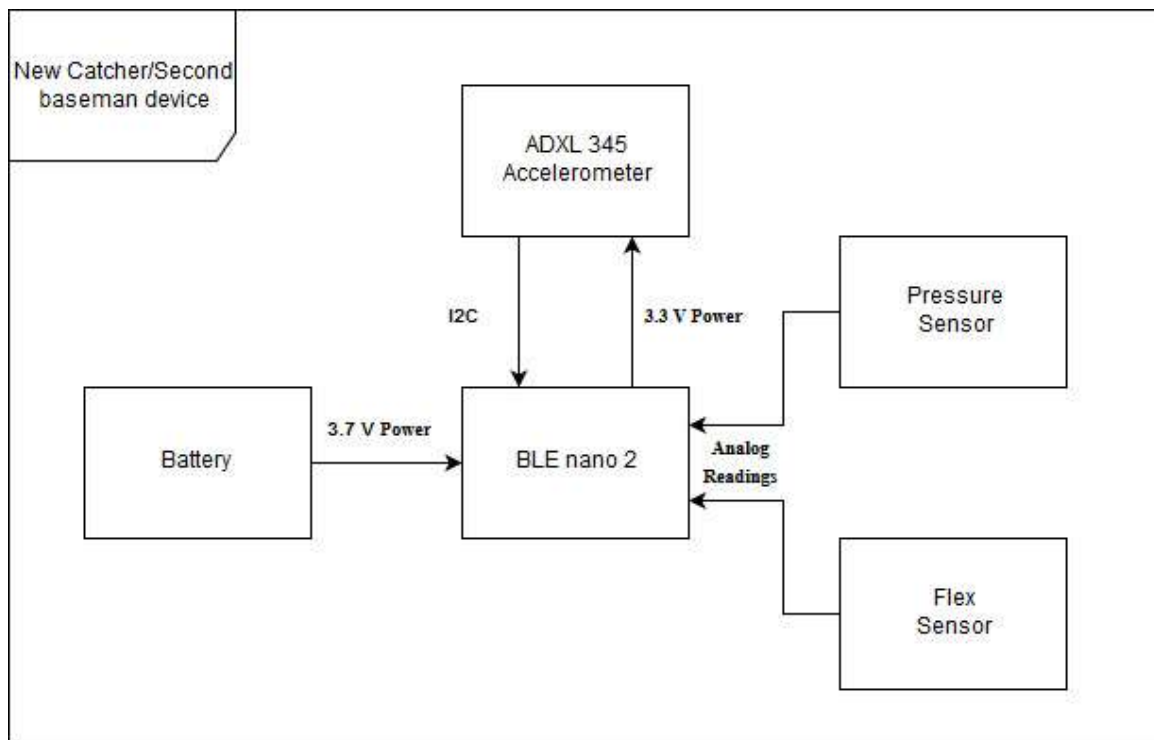 New Catcher/Second
baseman device
ADXL 345
Accelerometer
I2C
3.3 V Power
Pressure
Sensor
Battery
3.7 V Power
BLE nano 2
Analog
Readings
Flex
Sensor